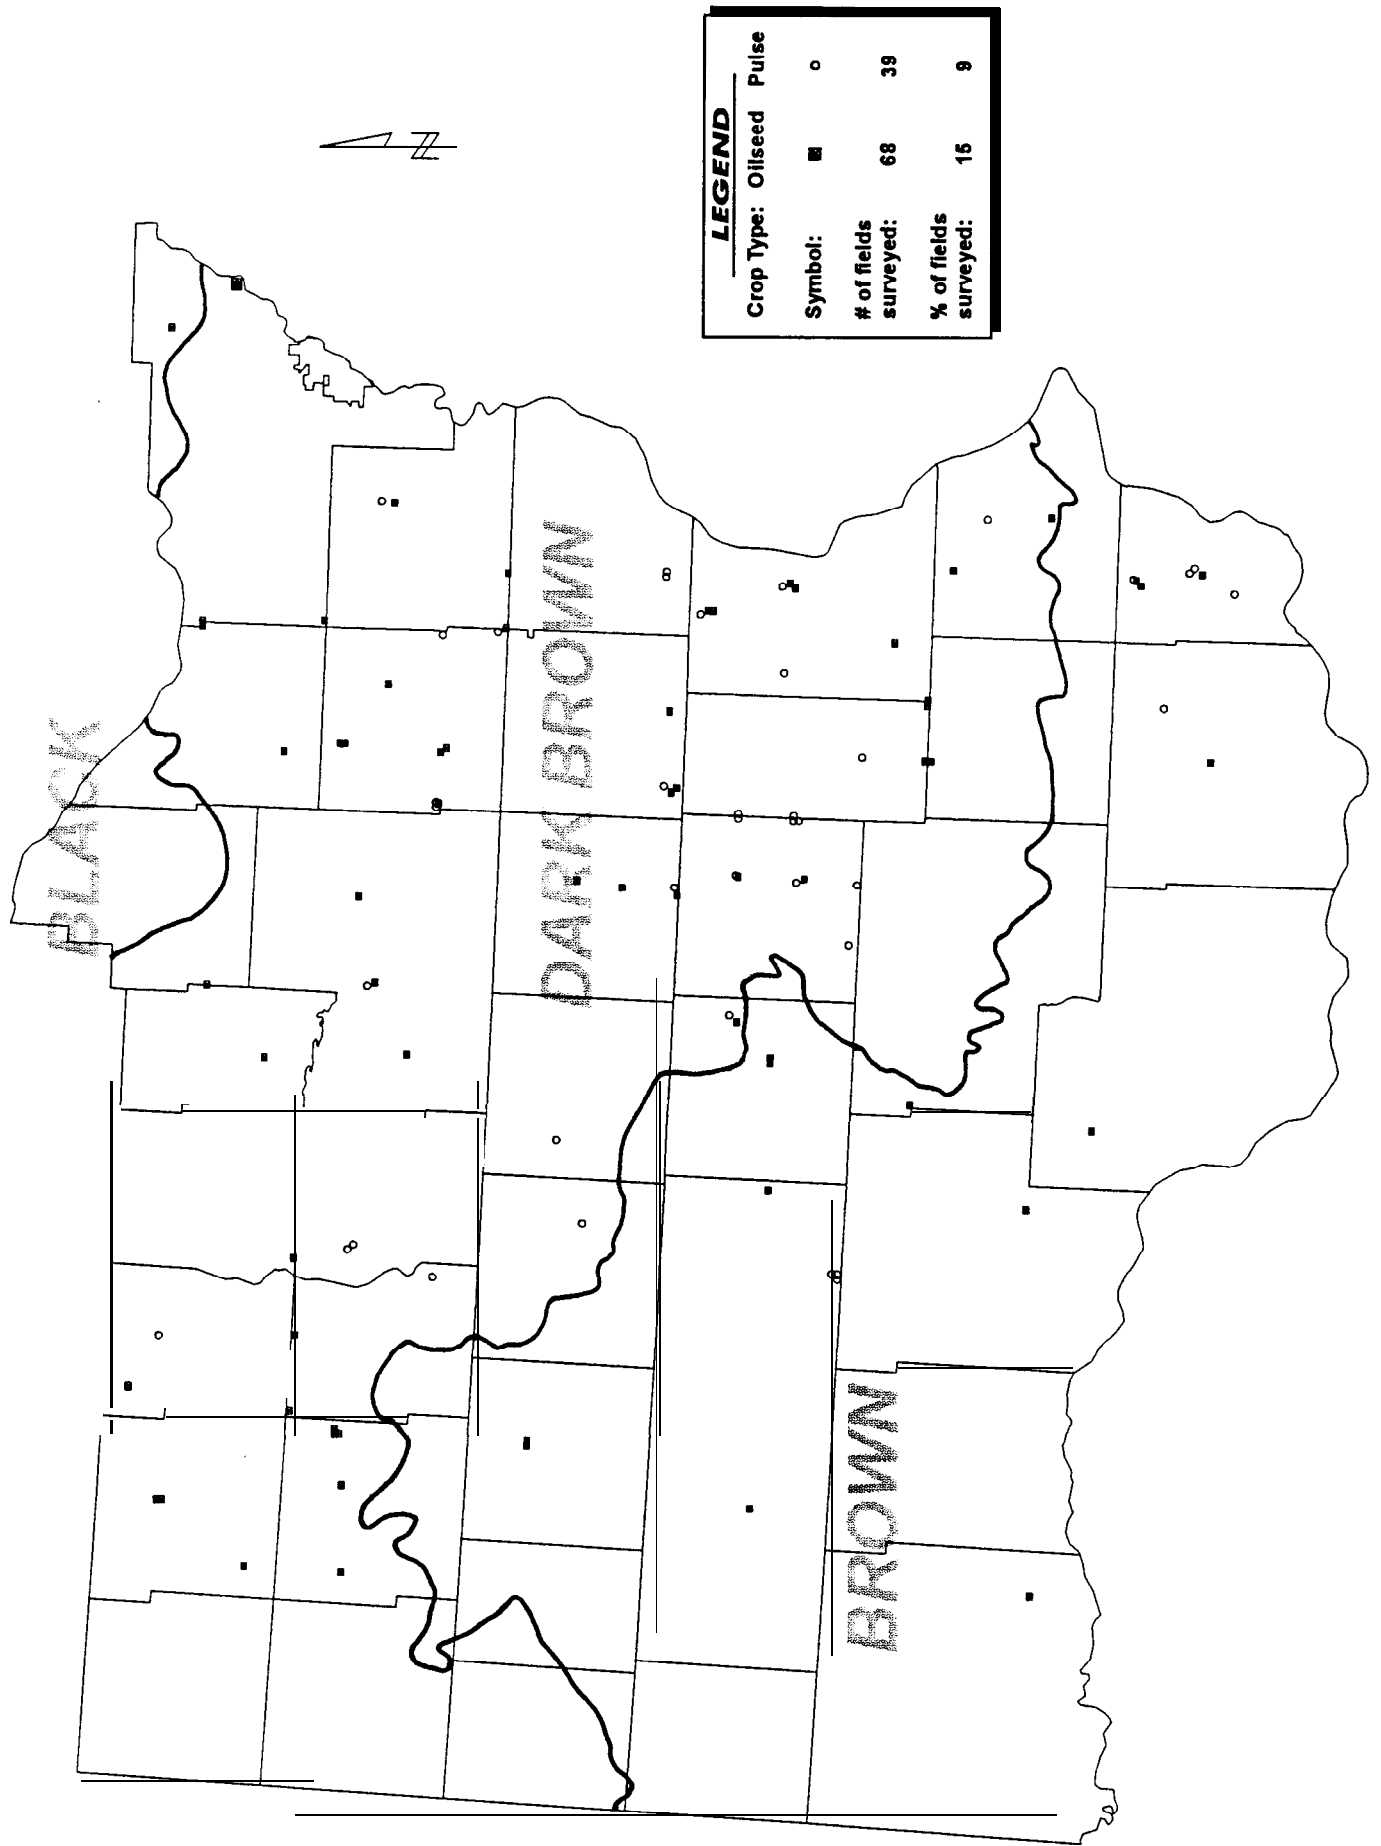 LEGEND
Crop Type: Oilseed Pulse
Symbol:
# of fields
surveyed: 68 39
% of fields
surveyed: 15 9
N
BLACK
DARK BROWN
BROWN